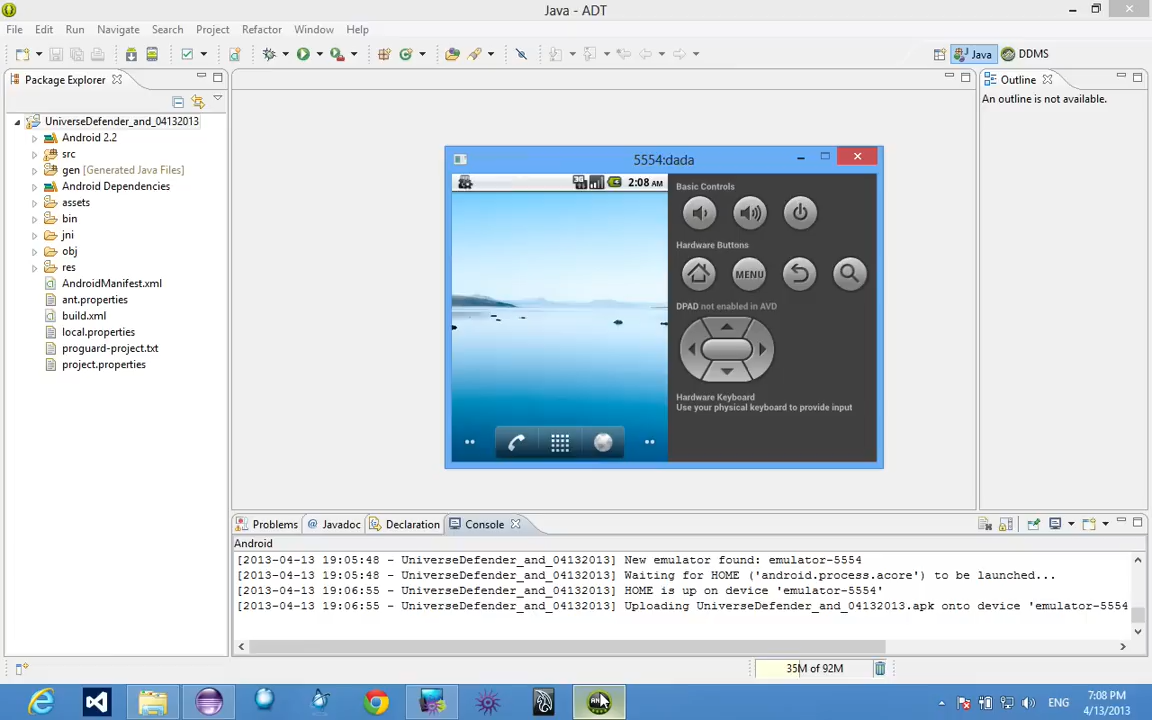 Java - ADT
File Edit Run Navigate Search Project Refactor Window Help
Java DDMS
Package Explorer
UniverseDefender_and_04132013
Android 2.2
src
gen [Generated Java Files]
Android Dependencies
assets
bin
jni
obj
res
AndroidManifest.xml
ant.properties
build.xml
local.properties
proguard-project.txt
project.properties
5554:dada
2:08 AM
Basic Controls
Hardware Buttons
MENU
DPAD not enabled in AVD
Hardware Keyboard
Use your physical keyboard to provide input
Outline
An outline is not available.
Problems @ Javadoc Declaration Console
Android
[2013-04-13 19:05:48 - UniverseDefender_and_04132013] New emulator found: emulator-5554
[2013-04-13 19:05:48 - UniverseDefender_and_04132013] Waiting for HOME ('android.process.acore') to be launched...
[2013-04-13 19:06:55 - UniverseDefender_and_04132013] HOME is up on device 'emulator-5554'
[2013-04-13 19:06:55 - UniverseDefender_and_04132013] Uploading UniverseDefender_and_04132013.apk onto device 'emulator-5554
35M of 92M
ENG
7:08 PM
4/13/2013